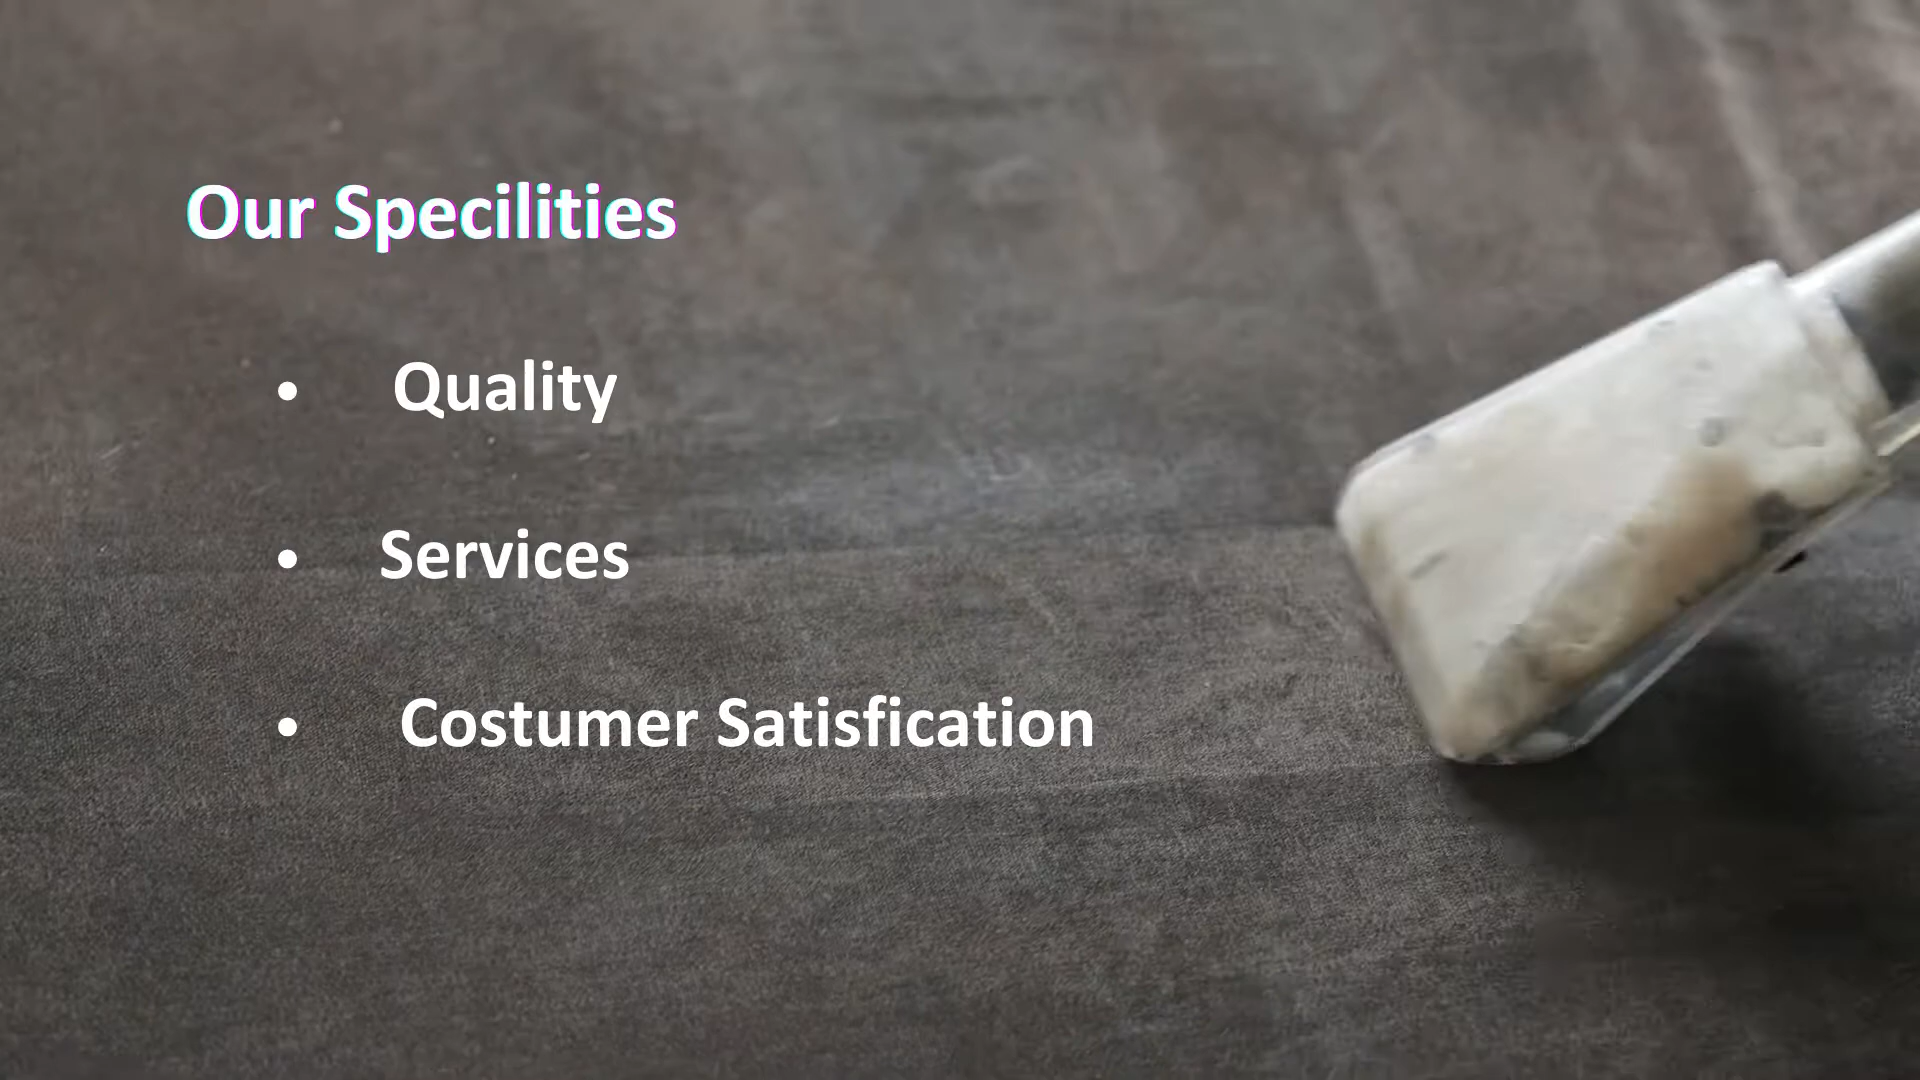 Our Specilities
• Quality
• Services
• Costumer Satisfication